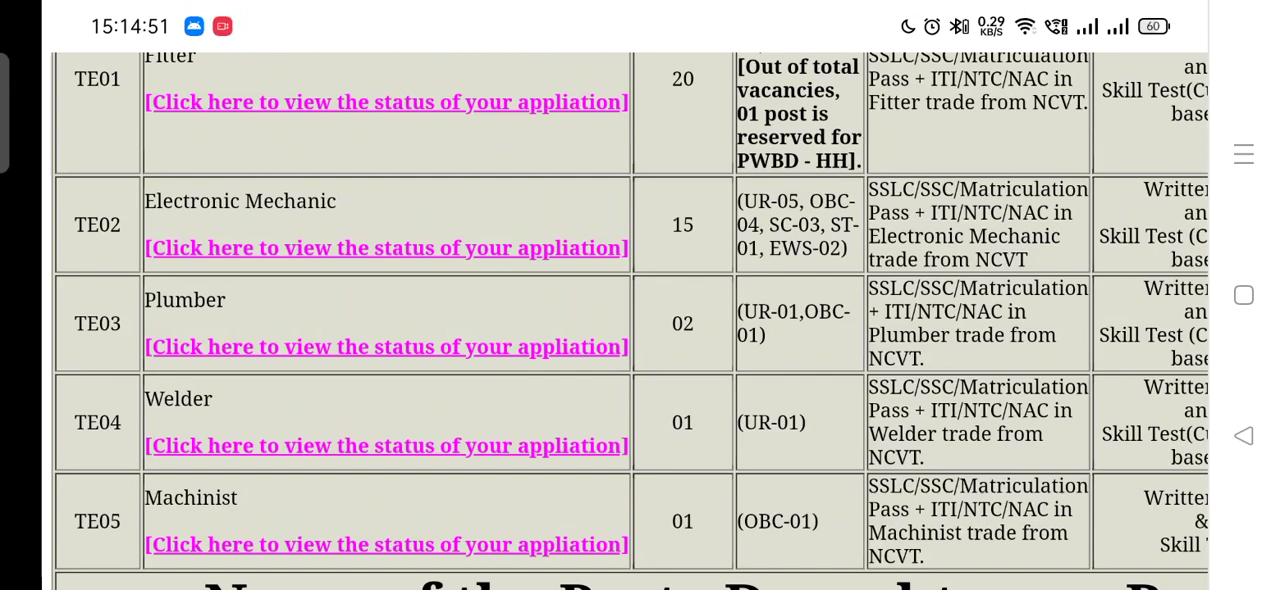 15:14:51
0.29
KB/S
60
TE01
Fitter
[Click here to view the status of your appliation]
20
[Out of total
vacancies,
01 post is
reserved for
PWBD - HH].
SSLC/SSC/Matriculation
Pass + ITI/NTC/NAC in
Fitter trade from NCVT.
an
Skill Test(Cu
base
TE02
Electronic Mechanic
[Click here to view the status of your appliation]
15
(UR-05, OBC-
04, SC-03, ST-
01, EWS-02)
SSLC/SSC/Matriculation
Pass + ITI/NTC/NAC in
Electronic Mechanic
trade from NCVT
Written
an
Skill Test (C
base
TE03
Plumber
[Click here to view the status of your appliation]
02
(UR-01,OBC-
01)
SSLC/SSC/Matriculation
+ ITI/NTC/NAC in
Plumber trade from
NCVT.
Written
an
Skill Test (C
base
TE04
Welder
[Click here to view the status of your appliation]
01
(UR-01)
SSLC/SSC/Matriculation
Pass + ITI/NTC/NAC in
Welder trade from
NCVT.
Written
an
Skill Test(Cu
base
TE05
Machinist
[Click here to view the status of your appliation]
01
(OBC-01)
SSLC/SSC/Matriculation
Pass + ITI/NTC/NAC in
Machinist trade from
NCVT.
Written
&
Skill